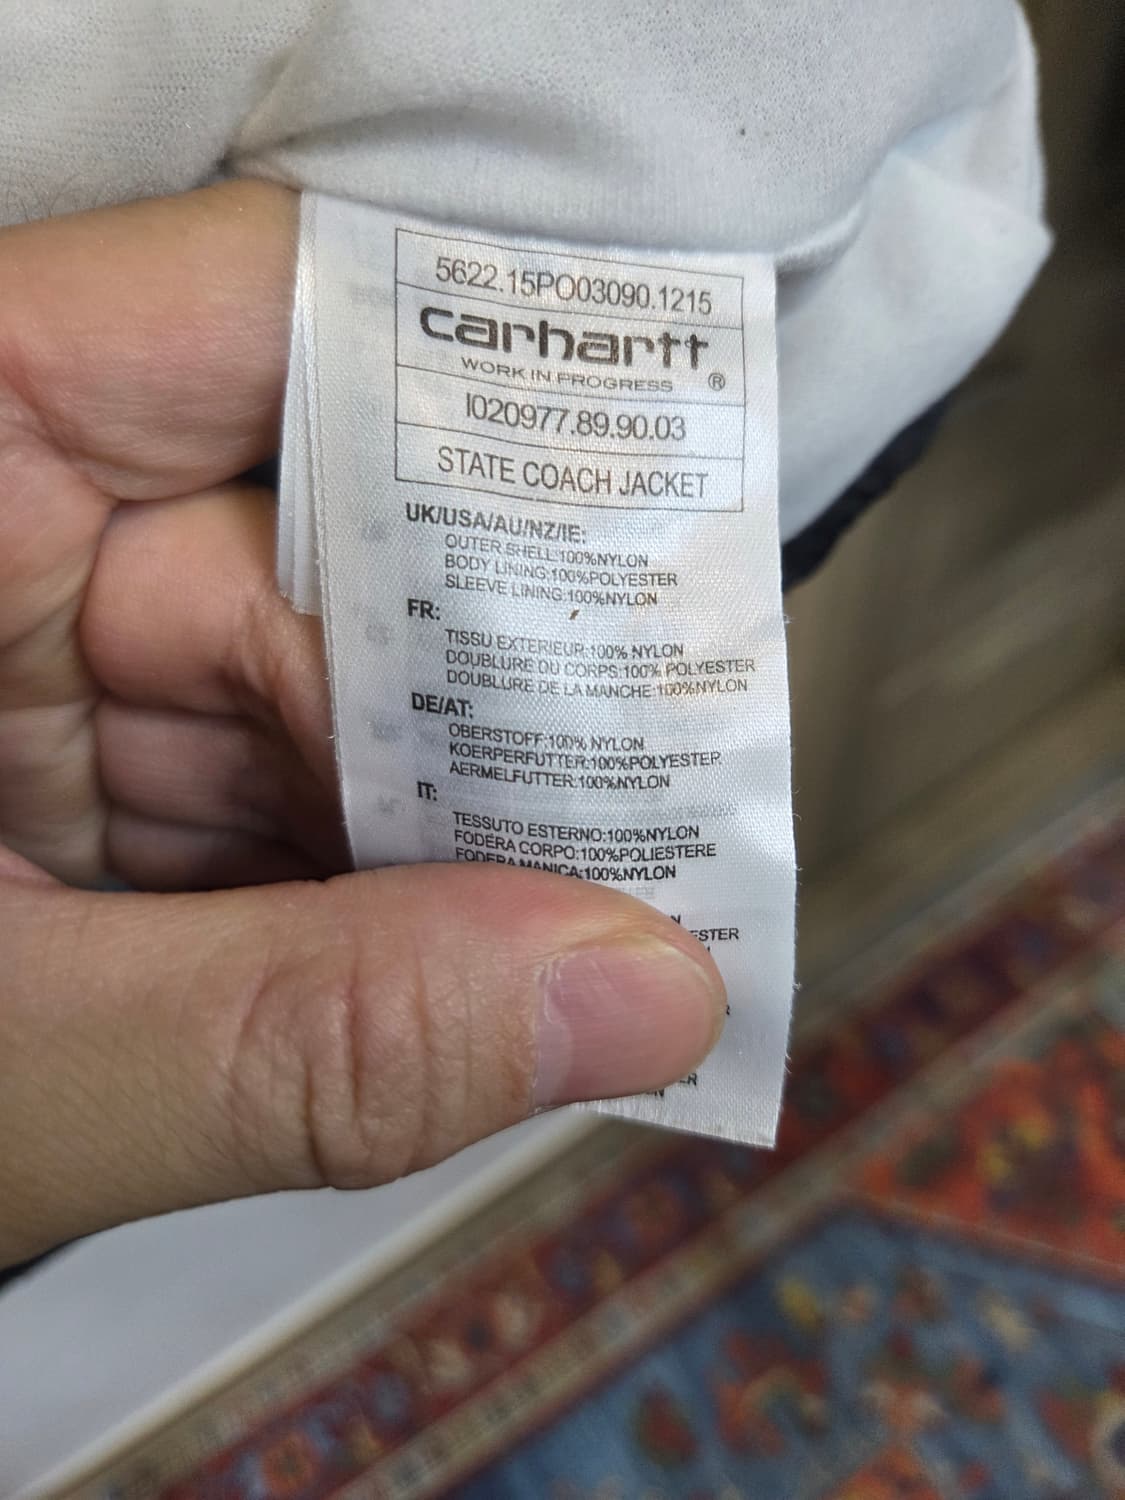 5622.15PO03090.1215
carhartt
WORK IN PROGRESS ®
I020977.89.90.03
STATE COACH JACKET
UK/USA/AU/NZ/IE:
OUTER SHELL:100%NYLON
BODY LINING:100%POLYESTER
SLEEVE LINING:100%NYLON
FR:
TISSU EXTERIEUR:100% NYLON
DOUBLURE DU CORPS:100% POLYESTER
DOUBLURE DE LA MANCHE:100%NYLON
DE/AT:
OBERSTOFF:100% NYLON
KOERPERFUTTER:100%POLYESTER
AERMELFUTTER:100%NYLON
IT:
TESSUTO ESTERNO:100%NYLON
FODERA CORPO:100%POLIESTERE
FODERA MANICA:100%NYLON